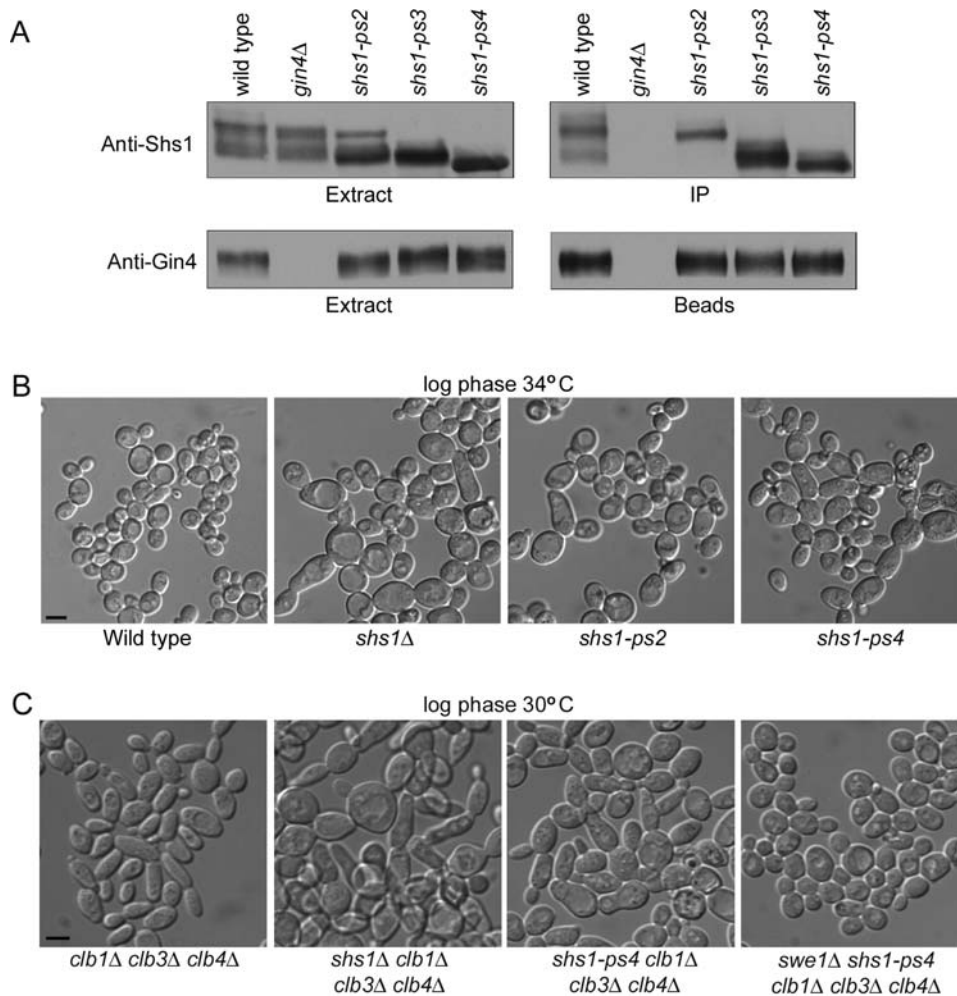 A
wild type gin4Δ shs1-ps2 shs1-ps3 shs1-ps4
wild type gin4Δ shs1-ps2 shs1-ps3 shs1-ps4
Anti-Shs1
Extract IP
Anti-Gin4
Extract Beads
B
log phase 34° C
Wild type shs1Δ shs1-ps2 shs1-ps4
C
log phase 30° C
clb1Δ clb3Δ clb4Δ shs1Δ clb1Δ shs1-ps4 clb1Δ swe1Δ shs1-ps4
clb3Δ clb4Δ clb3Δ clb4Δ clb1Δ clb3Δ clb4Δ